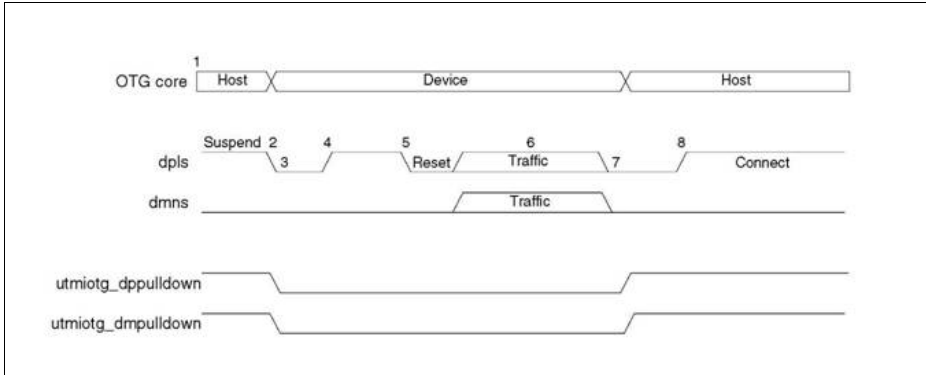 1
OTG core Host Device Host
Suspend 2 4 5 6 8
dpls 3 Reset Traffic 7 Connect
dmns Traffic
utmiotg_dppulldown
utmiotg_dmpulldown